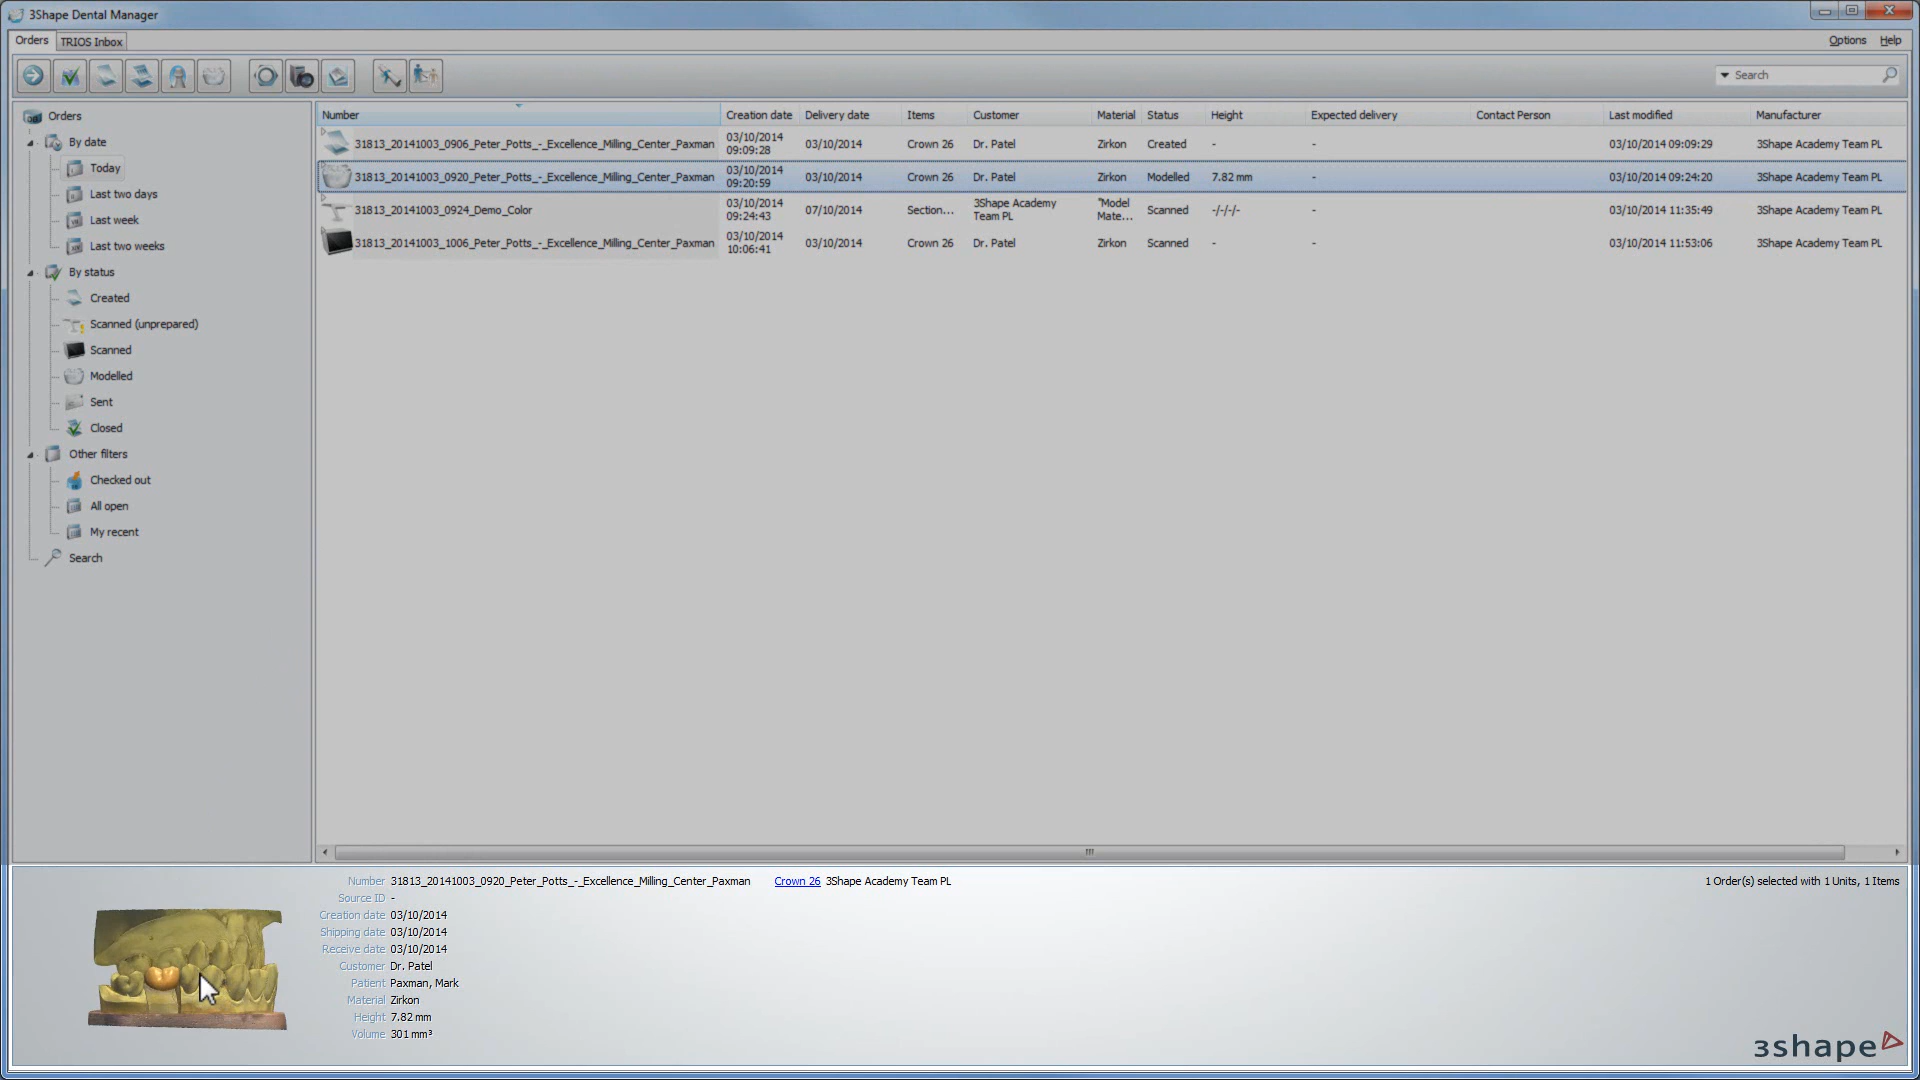 3Shape Dental Manager
Orders TRIOS Inbox Options Help
Search
Orders
By date
Today
Last two days
Last week
Last two weeks
By status
Created
Scanned (unprepared)
Scanned
Modelled
Sent
Closed
Other filters
Checked out
All open
My recent
Search
Number Creation date Delivery date Items Customer Material Status Height Expected delivery Contact Person Last modified Manufacturer
31813_20141003_0906_Peter_Potts_-_Excellence_Milling_Center_Paxman 03/10/2014 09:09:28 03/10/2014 Crown 26 Dr. Patel Zirkon Created - - 03/10/2014 09:09:29 3Shape Academy Team PL
31813_20141003_0920_Peter_Potts_-_Excellence_Milling_Center_Paxman 03/10/2014 09:20:59 03/10/2014 Crown 26 Dr. Patel Zirkon Modelled 7.82 mm - 03/10/2014 09:24:20 3Shape Academy Team PL
31813_20141003_0924_Demo_Color 03/10/2014 09:24:43 07/10/2014 Section... 3Shape Academy Team PL "Model Mate... Scanned -/-/-/- - 03/10/2014 11:35:49 3Shape Academy Team PL
31813_20141003_1006_Peter_Potts_-_Excellence_Milling_Center_Paxman 03/10/2014 10:06:41 03/10/2014 Crown 26 Dr. Patel Zirkon Scanned - - 03/10/2014 11:53:06 3Shape Academy Team PL
Number 31813_20141003_0920_Peter_Potts_-_Excellence_Milling_Center_Paxman Crown 26 3Shape Academy Team PL 1 Order(s) selected with 1 Units, 1 Items
Source ID -
Creation date 03/10/2014
Shipping date 03/10/2014
Receive date 03/10/2014
Customer Dr. Patel
Patient Paxman, Mark
Material Zirkon
Height 7.82 mm
Volume 301 mm³
3shape